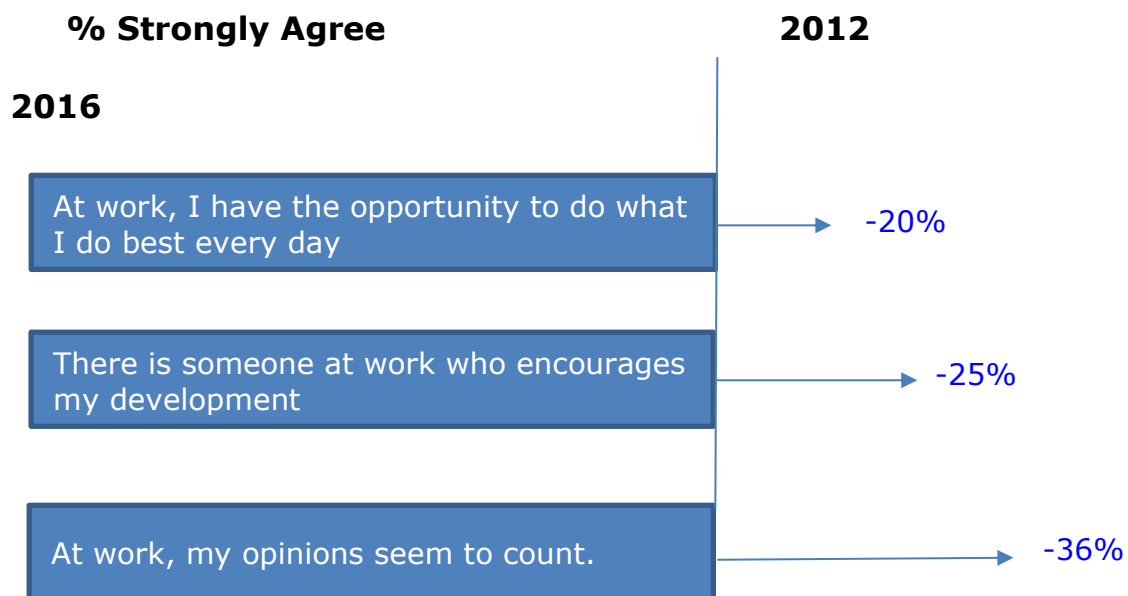 % Strongly Agree 2012
2016
At work, I have the opportunity to do what
I do best every day
-20%
There is someone at work who encourages
my development
-25%
At work, my opinions seem to count.
-36%